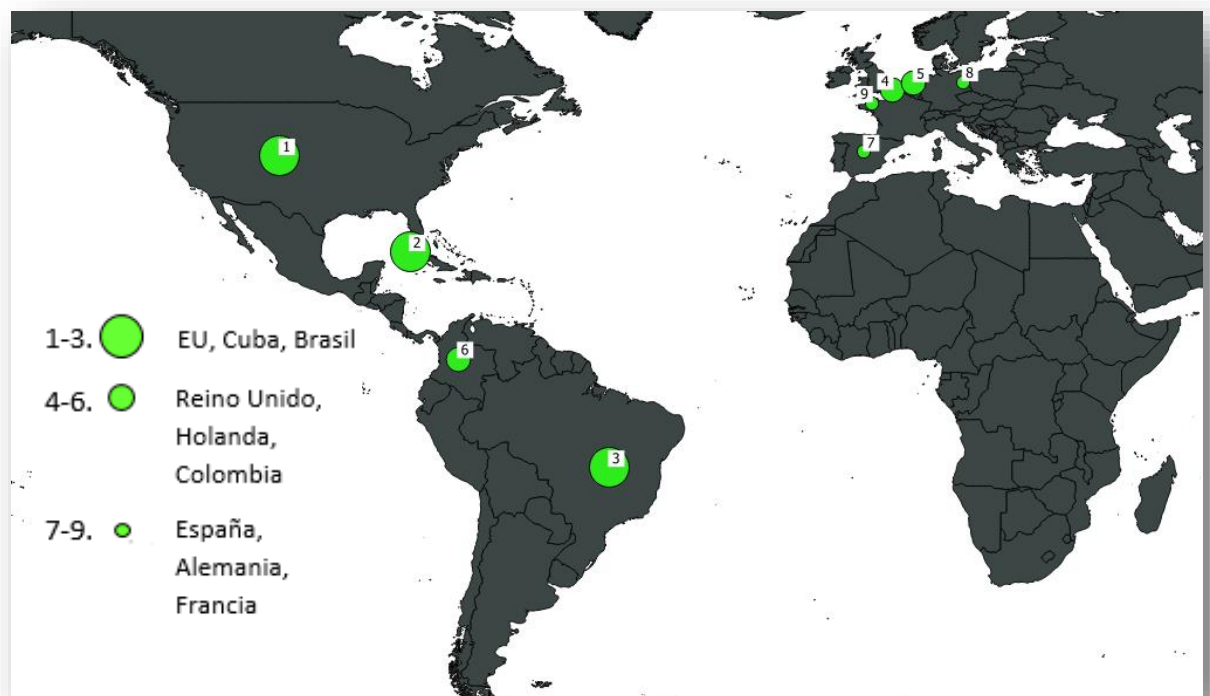 4
5
8
9
7
1
2
1-3. EU, Cuba, Brasil
6
4-6. Reino Unido,
Holanda,
Colombia
3
7-9. España,
Alemania,
Francia